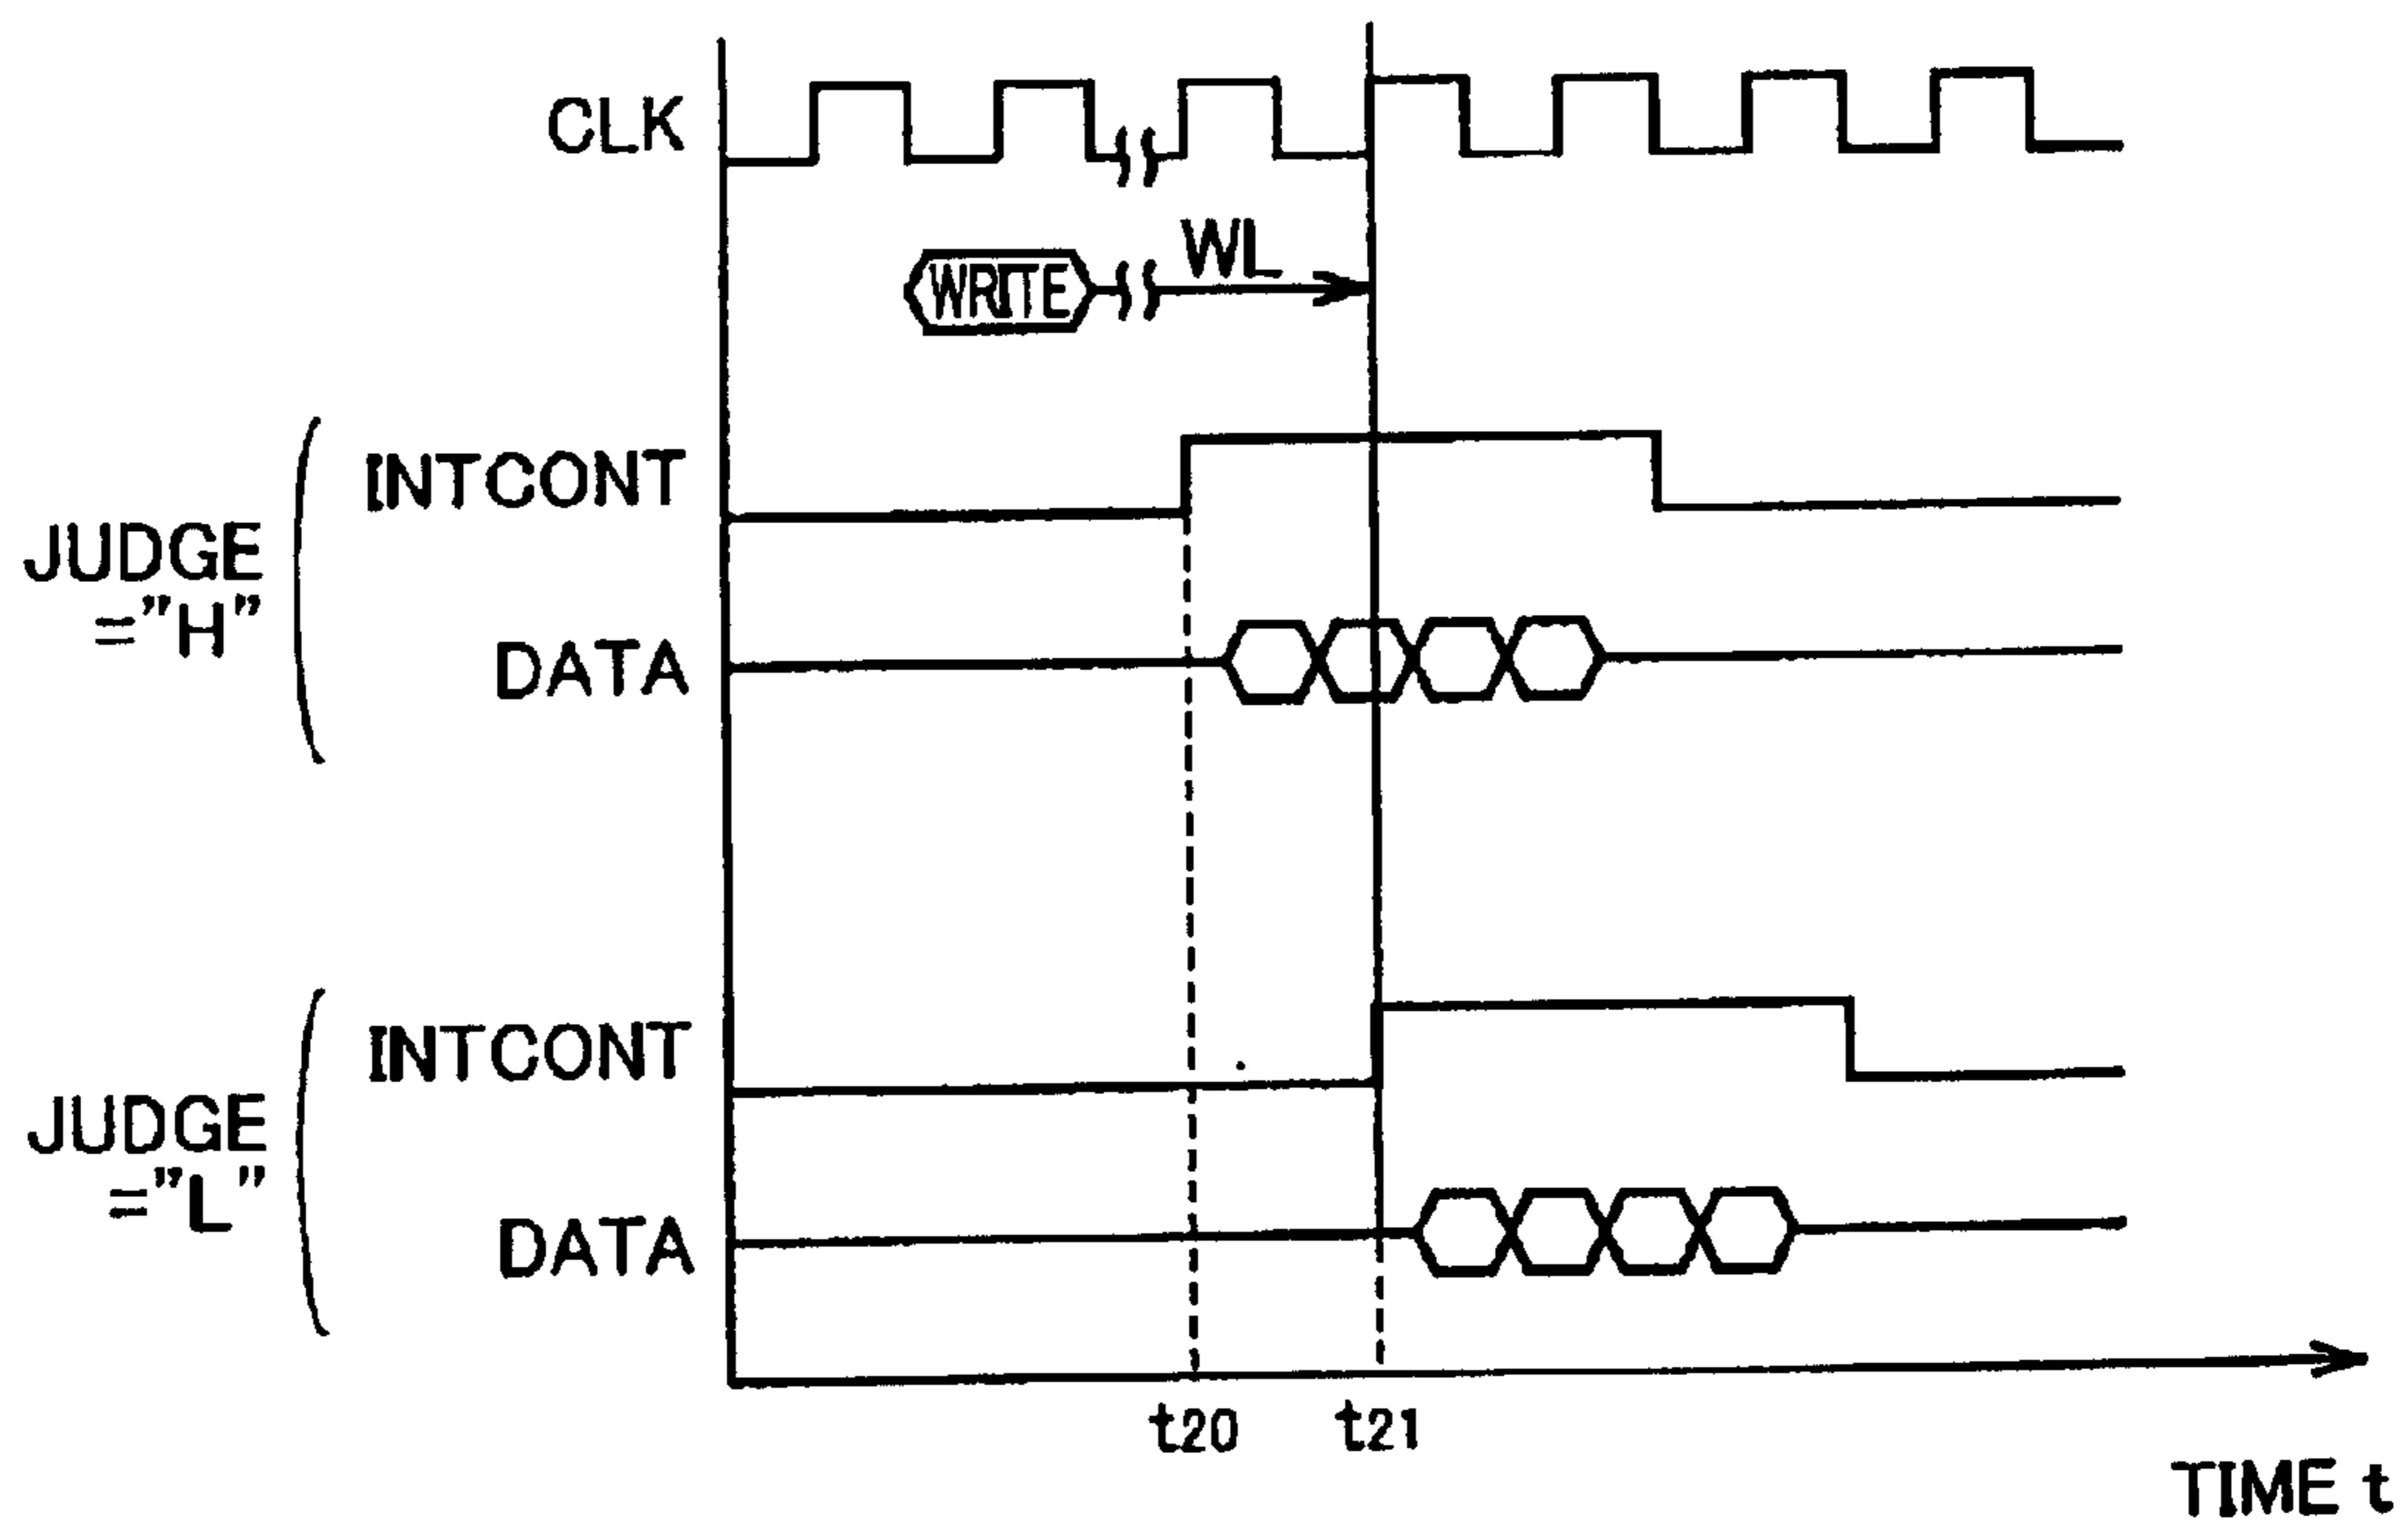 CLK
WRITE
WL
JUDGE
="H"
INTCONT
DATA
JUDGE
="L"
INTCONT
DATA
t20
t21
TIME t